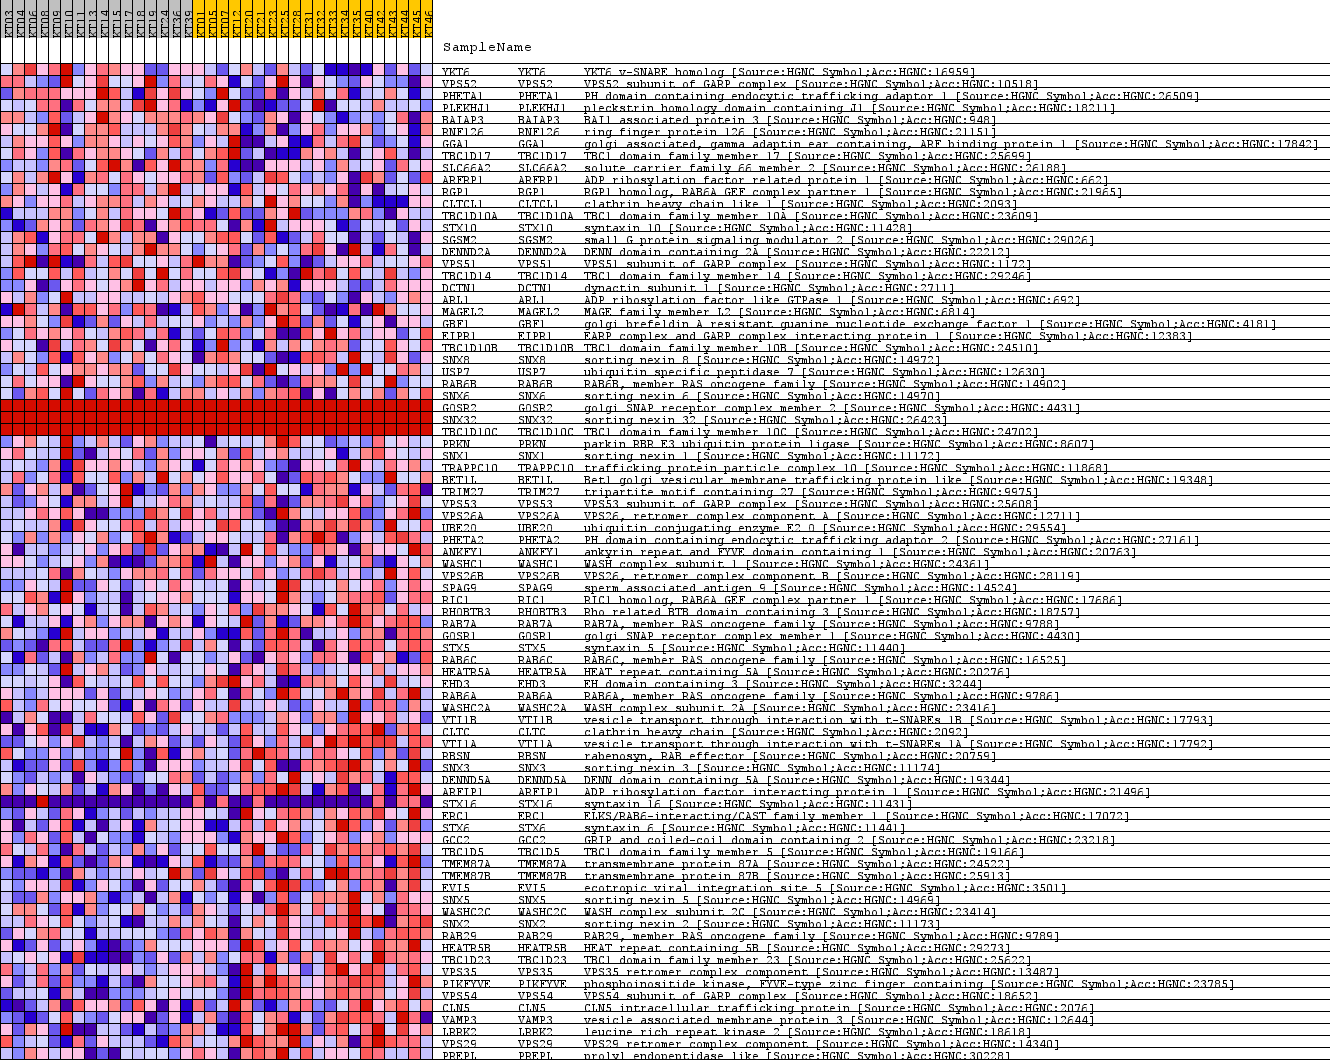 KT03 KT04 KT06 KT08 KT09 KT10 KT11 KT13 KT14 KT15 KT17 KT18 KT19 KT24 KT36 KT39 KT01 KT05 KT07 KT12 KT20 KT21 KT23 KT25 KT28 KT31 KT32 KT33 KT34 KT35 KT40 KT42 KT43 KT44 KT45 KT46
SampleName
YKT6 YKT6 YKT6 v-SNARE homolog [Source:HGNC Symbol;Acc:HGNC:16959]
VPS52 VPS52 VPS52 subunit of GARP complex [Source:HGNC Symbol;Acc:HGNC:10518]
PHETA1 PHETA1 PH domain containing endocytic trafficking adaptor 1 [Source:HGNC Symbol;Acc:HGNC:26509]
PLEKHJ1 PLEKHJ1 pleckstrin homology domain containing J1 [Source:HGNC Symbol;Acc:HGNC:18211]
BAIAP3 BAIAP3 BAI1 associated protein 3 [Source:HGNC Symbol;Acc:HGNC:948]
RNF126 RNF126 ring finger protein 126 [Source:HGNC Symbol;Acc:HGNC:21151]
GGA1 GGA1 golgi associated, gamma adaptin ear containing, ARF binding protein 1 [Source:HGNC Symbol;Acc:HGNC:17842]
TBC1D17 TBC1D17 TBC1 domain family member 17 [Source:HGNC Symbol;Acc:HGNC:25699]
SLC66A2 SLC66A2 solute carrier family 66 member 2 [Source:HGNC Symbol;Acc:HGNC:26188]
ARFRP1 ARFRP1 ADP ribosylation factor related protein 1 [Source:HGNC Symbol;Acc:HGNC:662]
RGP1 RGP1 RGP1 homolog, RAB6A GEF complex partner 1 [Source:HGNC Symbol;Acc:HGNC:21965]
CLTCL1 CLTCL1 clathrin heavy chain like 1 [Source:HGNC Symbol;Acc:HGNC:2093]
TBC1D10A TBC1D10A TBC1 domain family member 10A [Source:HGNC Symbol;Acc:HGNC:23609]
STX10 STX10 syntaxin 10 [Source:HGNC Symbol;Acc:HGNC:11428]
SGSM2 SGSM2 small G protein signaling modulator 2 [Source:HGNC Symbol;Acc:HGNC:29026]
DENND2A DENND2A DENN domain containing 2A [Source:HGNC Symbol;Acc:HGNC:22212]
VPS51 VPS51 VPS51 subunit of GARP complex [Source:HGNC Symbol;Acc:HGNC:1172]
TBC1D14 TBC1D14 TBC1 domain family member 14 [Source:HGNC Symbol;Acc:HGNC:29246]
DCTN1 DCTN1 dynactin subunit 1 [Source:HGNC Symbol;Acc:HGNC:2711]
ARL1 ARL1 ADP ribosylation factor like GTPase 1 [Source:HGNC Symbol;Acc:HGNC:692]
MAGEL2 MAGEL2 MAGE family member L2 [Source:HGNC Symbol;Acc:HGNC:6814]
GBF1 GBF1 golgi brefeldin A resistant guanine nucleotide exchange factor 1 [Source:HGNC Symbol;Acc:HGNC:4181]
EIPR1 EIPR1 EARP complex and GARP complex interacting protein 1 [Source:HGNC Symbol;Acc:HGNC:12383]
TBC1D10B TBC1D10B TBC1 domain family member 10B [Source:HGNC Symbol;Acc:HGNC:24510]
SNX8 SNX8 sorting nexin 8 [Source:HGNC Symbol;Acc:HGNC:14972]
USP7 USP7 ubiquitin specific peptidase 7 [Source:HGNC Symbol;Acc:HGNC:12630]
RAB6B RAB6B RAB6B, member RAS oncogene family [Source:HGNC Symbol;Acc:HGNC:14902]
SNX6 SNX6 sorting nexin 6 [Source:HGNC Symbol;Acc:HGNC:14970]
GOSR2 GOSR2 golgi SNAP receptor complex member 2 [Source:HGNC Symbol;Acc:HGNC:4431]
SNX32 SNX32 sorting nexin 32 [Source:HGNC Symbol;Acc:HGNC:26423]
TBC1D10C TBC1D10C TBC1 domain family member 10C [Source:HGNC Symbol;Acc:HGNC:24702]
PRKN PRKN parkin RBR E3 ubiquitin protein ligase [Source:HGNC Symbol;Acc:HGNC:8607]
SNX1 SNX1 sorting nexin 1 [Source:HGNC Symbol;Acc:HGNC:11172]
TRAPPC10 TRAPPC10 trafficking protein particle complex 10 [Source:HGNC Symbol;Acc:HGNC:11868]
BET1L BET1L Bet1 golgi vesicular membrane trafficking protein like [Source:HGNC Symbol;Acc:HGNC:19348]
TRIM27 TRIM27 tripartite motif containing 27 [Source:HGNC Symbol;Acc:HGNC:9975]
VPS53 VPS53 VPS53 subunit of GARP complex [Source:HGNC Symbol;Acc:HGNC:25608]
VPS26A VPS26A VPS26, retromer complex component A [Source:HGNC Symbol;Acc:HGNC:12711]
UBE2O UBE2O ubiquitin conjugating enzyme E2 O [Source:HGNC Symbol;Acc:HGNC:29554]
PHETA2 PHETA2 PH domain containing endocytic trafficking adaptor 2 [Source:HGNC Symbol;Acc:HGNC:27161]
ANKFY1 ANKFY1 ankyrin repeat and FYVE domain containing 1 [Source:HGNC Symbol;Acc:HGNC:20763]
WASHC1 WASHC1 WASH complex subunit 1 [Source:HGNC Symbol;Acc:HGNC:24361]
VPS26B VPS26B VPS26, retromer complex component B [Source:HGNC Symbol;Acc:HGNC:28119]
SPAG9 SPAG9 sperm associated antigen 9 [Source:HGNC Symbol;Acc:HGNC:14524]
RIC1 RIC1 RIC1 homolog, RAB6A GEF complex partner 1 [Source:HGNC Symbol;Acc:HGNC:17686]
RHOBTB3 RHOBTB3 Rho related BTB domain containing 3 [Source:HGNC Symbol;Acc:HGNC:18757]
RAB7A RAB7A RAB7A, member RAS oncogene family [Source:HGNC Symbol;Acc:HGNC:9788]
GOSR1 GOSR1 golgi SNAP receptor complex member 1 [Source:HGNC Symbol;Acc:HGNC:4430]
STX5 STX5 syntaxin 5 [Source:HGNC Symbol;Acc:HGNC:11440]
RAB6C RAB6C RAB6C, member RAS oncogene family [Source:HGNC Symbol;Acc:HGNC:16525]
HEATR5A HEATR5A HEAT repeat containing 5A [Source:HGNC Symbol;Acc:HGNC:20276]
EHD3 EHD3 EH domain containing 3 [Source:HGNC Symbol;Acc:HGNC:3244]
RAB6A RAB6A RAB6A, member RAS oncogene family [Source:HGNC Symbol;Acc:HGNC:9786]
WASHC2A WASHC2A WASH complex subunit 2A [Source:HGNC Symbol;Acc:HGNC:23416]
VTI1B VTI1B vesicle transport through interaction with t-SNAREs 1B [Source:HGNC Symbol;Acc:HGNC:17793]
CLTC CLTC clathrin heavy chain [Source:HGNC Symbol;Acc:HGNC:2092]
VTI1A VTI1A vesicle transport through interaction with t-SNAREs 1A [Source:HGNC Symbol;Acc:HGNC:17792]
RBSN RBSN rabenosyn, RAB effector [Source:HGNC Symbol;Acc:HGNC:20759]
SNX3 SNX3 sorting nexin 3 [Source:HGNC Symbol;Acc:HGNC:11174]
DENND5A DENND5A DENN domain containing 5A [Source:HGNC Symbol;Acc:HGNC:19344]
ARFIP1 ARFIP1 ADP ribosylation factor interacting protein 1 [Source:HGNC Symbol;Acc:HGNC:21496]
STX16 STX16 syntaxin 16 [Source:HGNC Symbol;Acc:HGNC:11431]
ERC1 ERC1 ELKS/RAB6-interacting/CAST family member 1 [Source:HGNC Symbol;Acc:HGNC:17072]
STX6 STX6 syntaxin 6 [Source:HGNC Symbol;Acc:HGNC:11441]
GCC2 GCC2 GRIP and coiled-coil domain containing 2 [Source:HGNC Symbol;Acc:HGNC:23218]
TBC1D5 TBC1D5 TBC1 domain family member 5 [Source:HGNC Symbol;Acc:HGNC:19166]
TMEM87A TMEM87A transmembrane protein 87A [Source:HGNC Symbol;Acc:HGNC:24522]
TMEM87B TMEM87B transmembrane protein 87B [Source:HGNC Symbol;Acc:HGNC:25913]
EVI5 EVI5 ecotropic viral integration site 5 [Source:HGNC Symbol;Acc:HGNC:3501]
SNX5 SNX5 sorting nexin 5 [Source:HGNC Symbol;Acc:HGNC:14969]
WASHC2C WASHC2C WASH complex subunit 2C [Source:HGNC Symbol;Acc:HGNC:23414]
SNX2 SNX2 sorting nexin 2 [Source:HGNC Symbol;Acc:HGNC:11173]
RAB29 RAB29 RAB29, member RAS oncogene family [Source:HGNC Symbol;Acc:HGNC:9789]
HEATR5B HEATR5B HEAT repeat containing 5B [Source:HGNC Symbol;Acc:HGNC:29273]
TBC1D23 TBC1D23 TBC1 domain family member 23 [Source:HGNC Symbol;Acc:HGNC:25622]
VPS35 VPS35 VPS35 retromer complex component [Source:HGNC Symbol;Acc:HGNC:13487]
PIKFYVE PIKFYVE phosphoinositide kinase, FYVE-type zinc finger containing [Source:HGNC Symbol;Acc:HGNC:23785]
VPS54 VPS54 VPS54 subunit of GARP complex [Source:HGNC Symbol;Acc:HGNC:18652]
CLN5 CLN5 CLN5 intracellular trafficking protein [Source:HGNC Symbol;Acc:HGNC:2076]
VAMP3 VAMP3 vesicle associated membrane protein 3 [Source:HGNC Symbol;Acc:HGNC:12644]
LRRK2 LRRK2 leucine rich repeat kinase 2 [Source:HGNC Symbol;Acc:HGNC:18618]
VPS29 VPS29 VPS29 retromer complex component [Source:HGNC Symbol;Acc:HGNC:14340]
PREPL PREPL prolyl endopeptidase like [Source:HGNC Symbol;Acc:HGNC:30228]